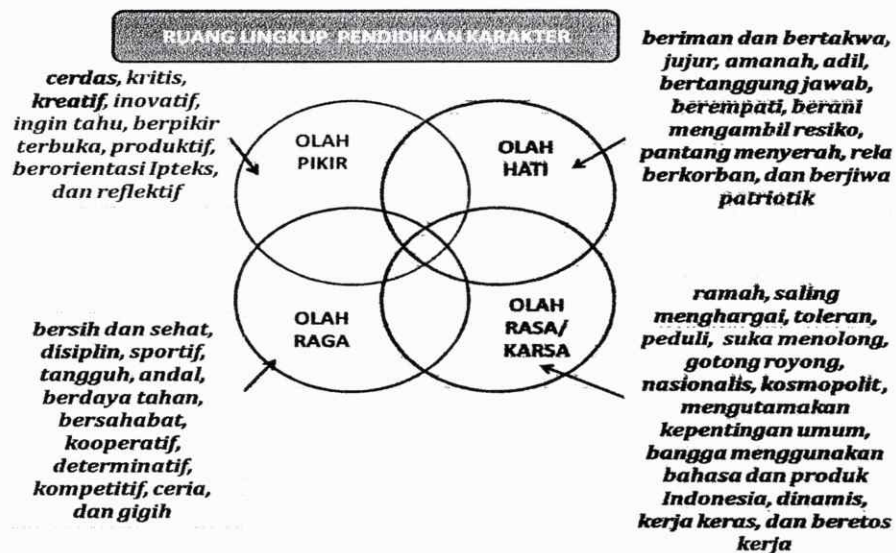 RUANG LINGKUP PENDIDIKAN KARAKTER
cerdas, kritis,
kreatif, inovatif,
ingin tahu, berpikir
terbuka, produktif,
berorientasi Ipteks,
dan reflektif
OLAH
PIKIR
OLAH
HATI
beriman dan bertakwa,
jujur, amanah, adil,
bertanggung jawab,
berempati, berani
mengambil resiko,
pantang menyerah, rela
berkorban, dan berjiwa
patriotik
bersih dan sehat,
disiplin, sportif,
tangguh, andal,
berdaya tahan,
bersahabat,
kooperatif,
determinatif,
kompetitif, ceria,
dan gigih
OLAH
RAGA
OLAH
RASA/
KARSA
ramah, saling
menghargai, toleran,
peduli, suka menolong,
gotong royong,
nasionalis, kosmopolit,
mengutamakan
kepentingan umum,
bangga menggunakan
bahasa dan produk
Indonesia, dinamis,
kerja keras, dan beretos
kerja